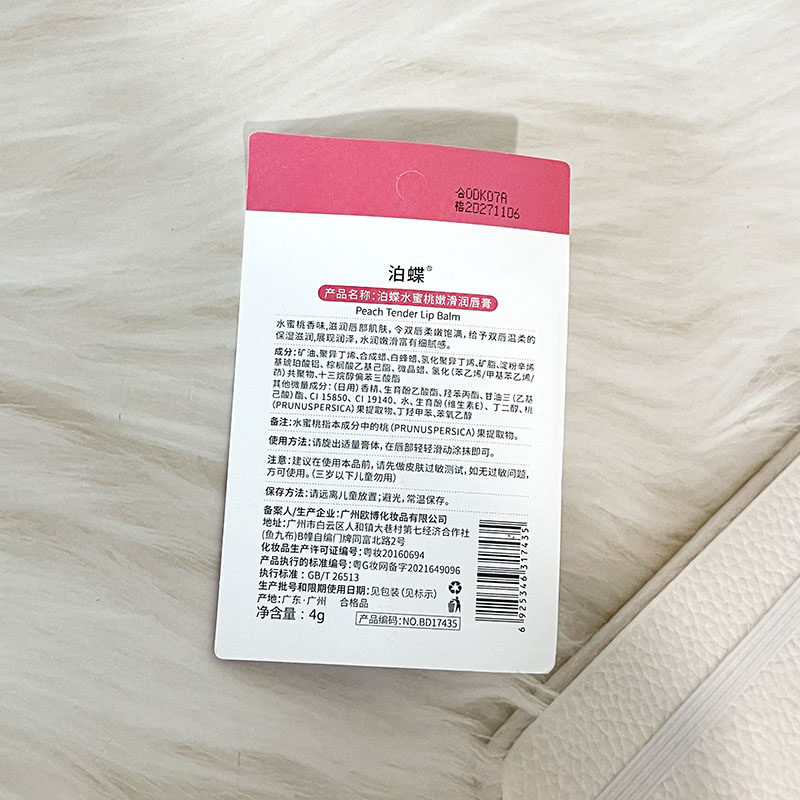 合ODK07A
格20271106
泊蝶®
产品名称:泊蝶水蜜桃嫩滑润唇膏
Peach Tender Lip Balm
水蜜桃香味,滋润唇部肌肤,令双唇柔嫩饱满,给予双唇温柔的
保湿滋润,展现润泽,水润嫩滑富有细腻感。
成分:矿油、聚异丁烯、合成蜡、白蜂蜡、氢化聚异丁烯、矿脂、淀粉辛烯
基琥珀酸铝、棕榈酸乙基己酯、微晶蜡、氢化(苯乙烯/甲基苯乙烯/
茚)共聚物、十三烷醇偏苯三酸酯
其他微量成分:(日用)香精、生育酚乙酸酯、羟苯丙酯、甘油三(乙基
己酸)酯、CI 15850、CI 19140、水、生育酚(维生素E)、丁二醇、桃
(PRUNUSPERSICA)果提取物、丁羟甲苯、苯氧乙醇
备注:水蜜桃指本成分中的桃(PRUNUSPERSICA)果提取物。
使用方法:请旋出适量膏体,在唇部轻轻滑动涂抹即可。
注意:建议在使用本品前,请先做皮肤过敏测试,如无过敏问题,
方可使用。(三岁以下儿童勿用)
保存方法:请远离儿童放置;避光,常温保存。
备案人/生产企业:广州欧博化妆品有限公司
地址:广州市白云区人和镇大巷村第七经济合作社
(鱼九布)B幢自编门牌同富北路2号
化妆品生产许可证编号:粤妆20160694
产品执行的标准编号:粤G妆网备字2021649096
执行标准:GB/T 26513
生产批号和限期使用日期:见包装(见标示)
产地:广东·广州 合格品
净含量:4g
产品编码:NO.BD17435
6 925346 317435